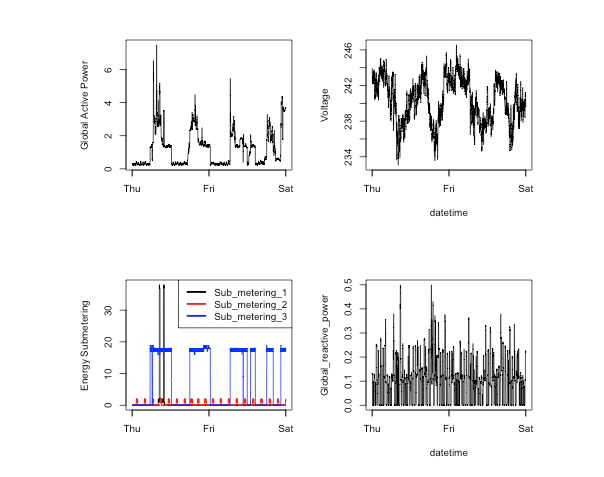 Global Active Power
6
4
2
0
Thu
Fri
Sat
Voltage
246
242
238
234
Thu
Fri
Sat
datetime
Energy Submetering
30
20
10
0
Sub_metering_1
Sub_metering_2
Sub_metering_3
Thu
Fri
Sat
Global_reactive_power
0.5
0.4
0.3
0.2
0.1
0.0
Thu
Fri
Sat
datetime